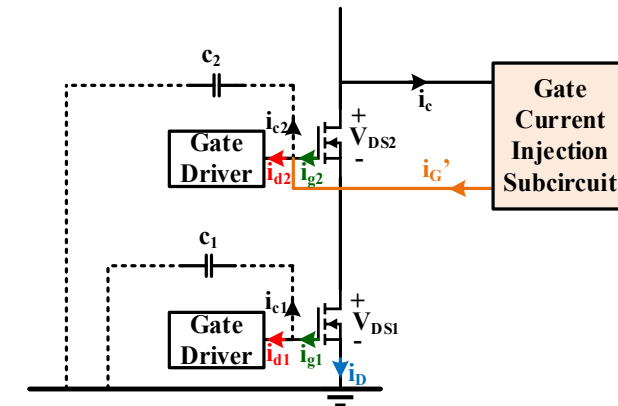 c2
ic2
Gate
Driver
id2
ig2
+
VDS2
-
ic
Gate
Current
Injection
Subcircuit
iG’
c1
ic1
Gate
Driver
id1
ig1
+
VDS1
-
iD